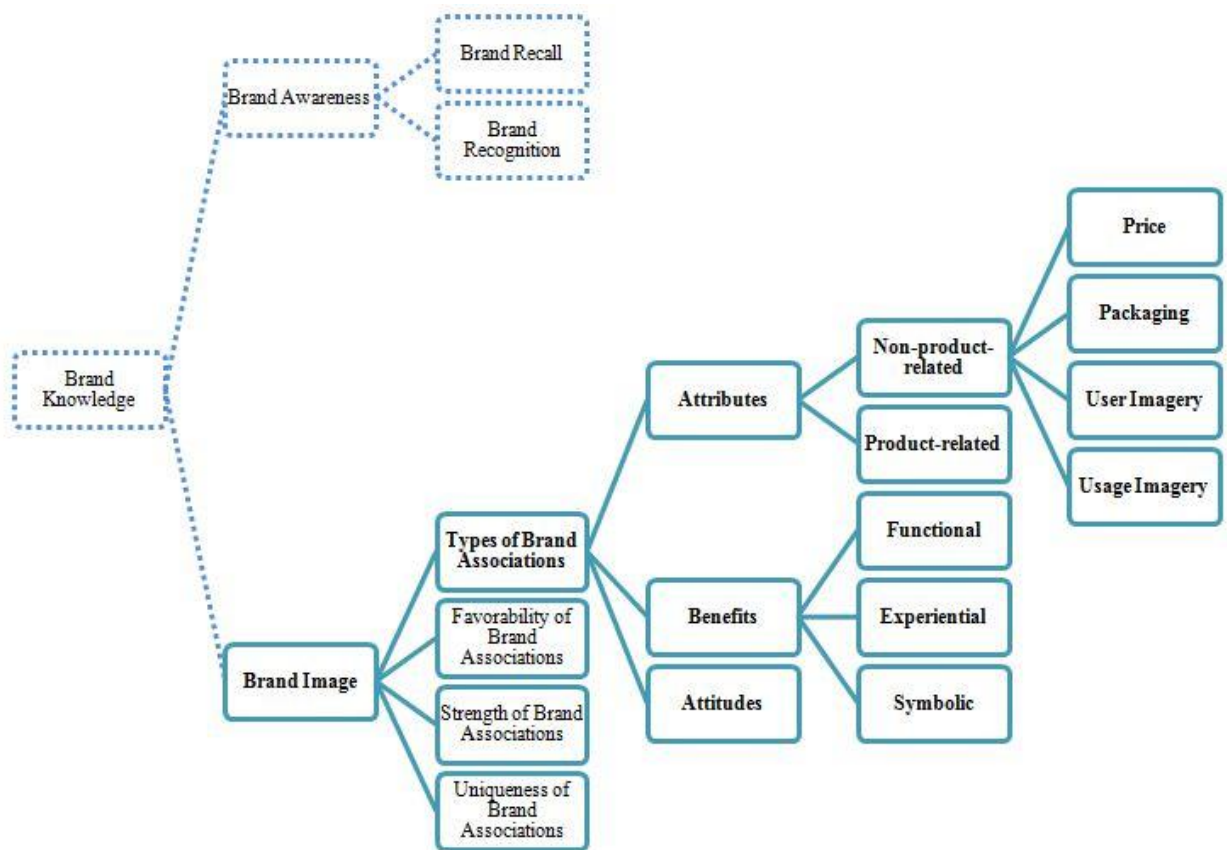 Brand Recall
Brand Awareness
Brand
Recognition
Price
Packaging
Non-product-
related
Brand
Knowledge
Attributes
User Imagery
Product-related
Usage Imagery
Types of Brand
Associations
Functional
Favorability of
Brand
Associations
Benefits
Experiential
Brand Image
Strength of Brand
Associations
Attitudes
Symbolic
Uniqueness of
Brand
Associations